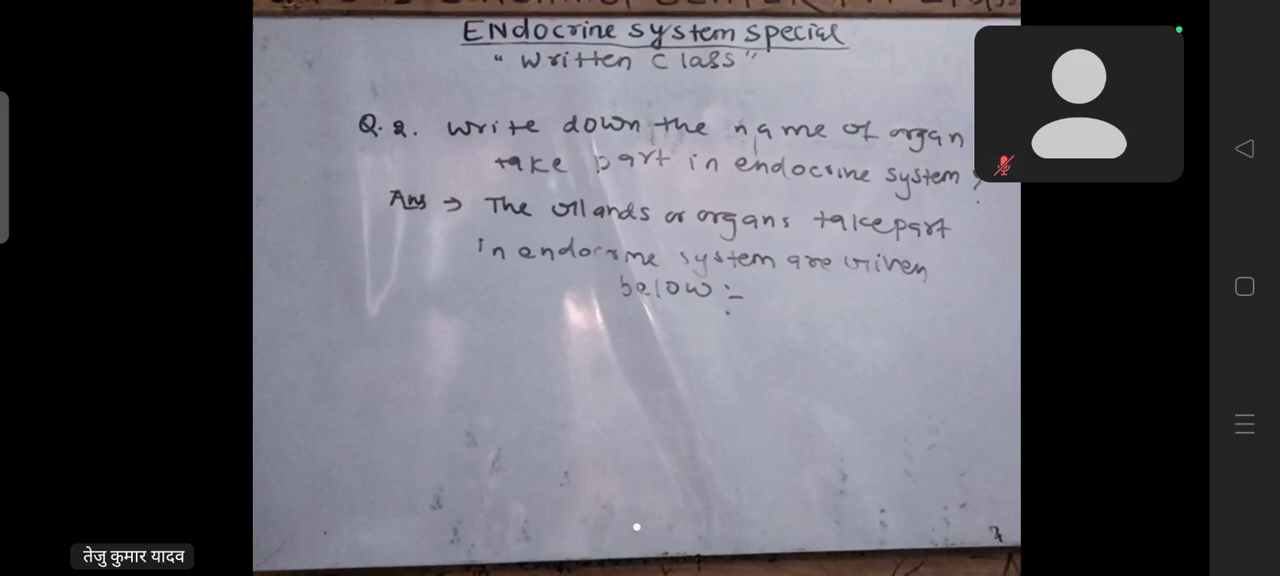 ENdocrine system special
" written class"
Q.2. write down the name of organ
take part in endocrine system ?
Ans → The Glands or organs take part
in endocrine system are Given
below :-
तेजु कुमार यादव